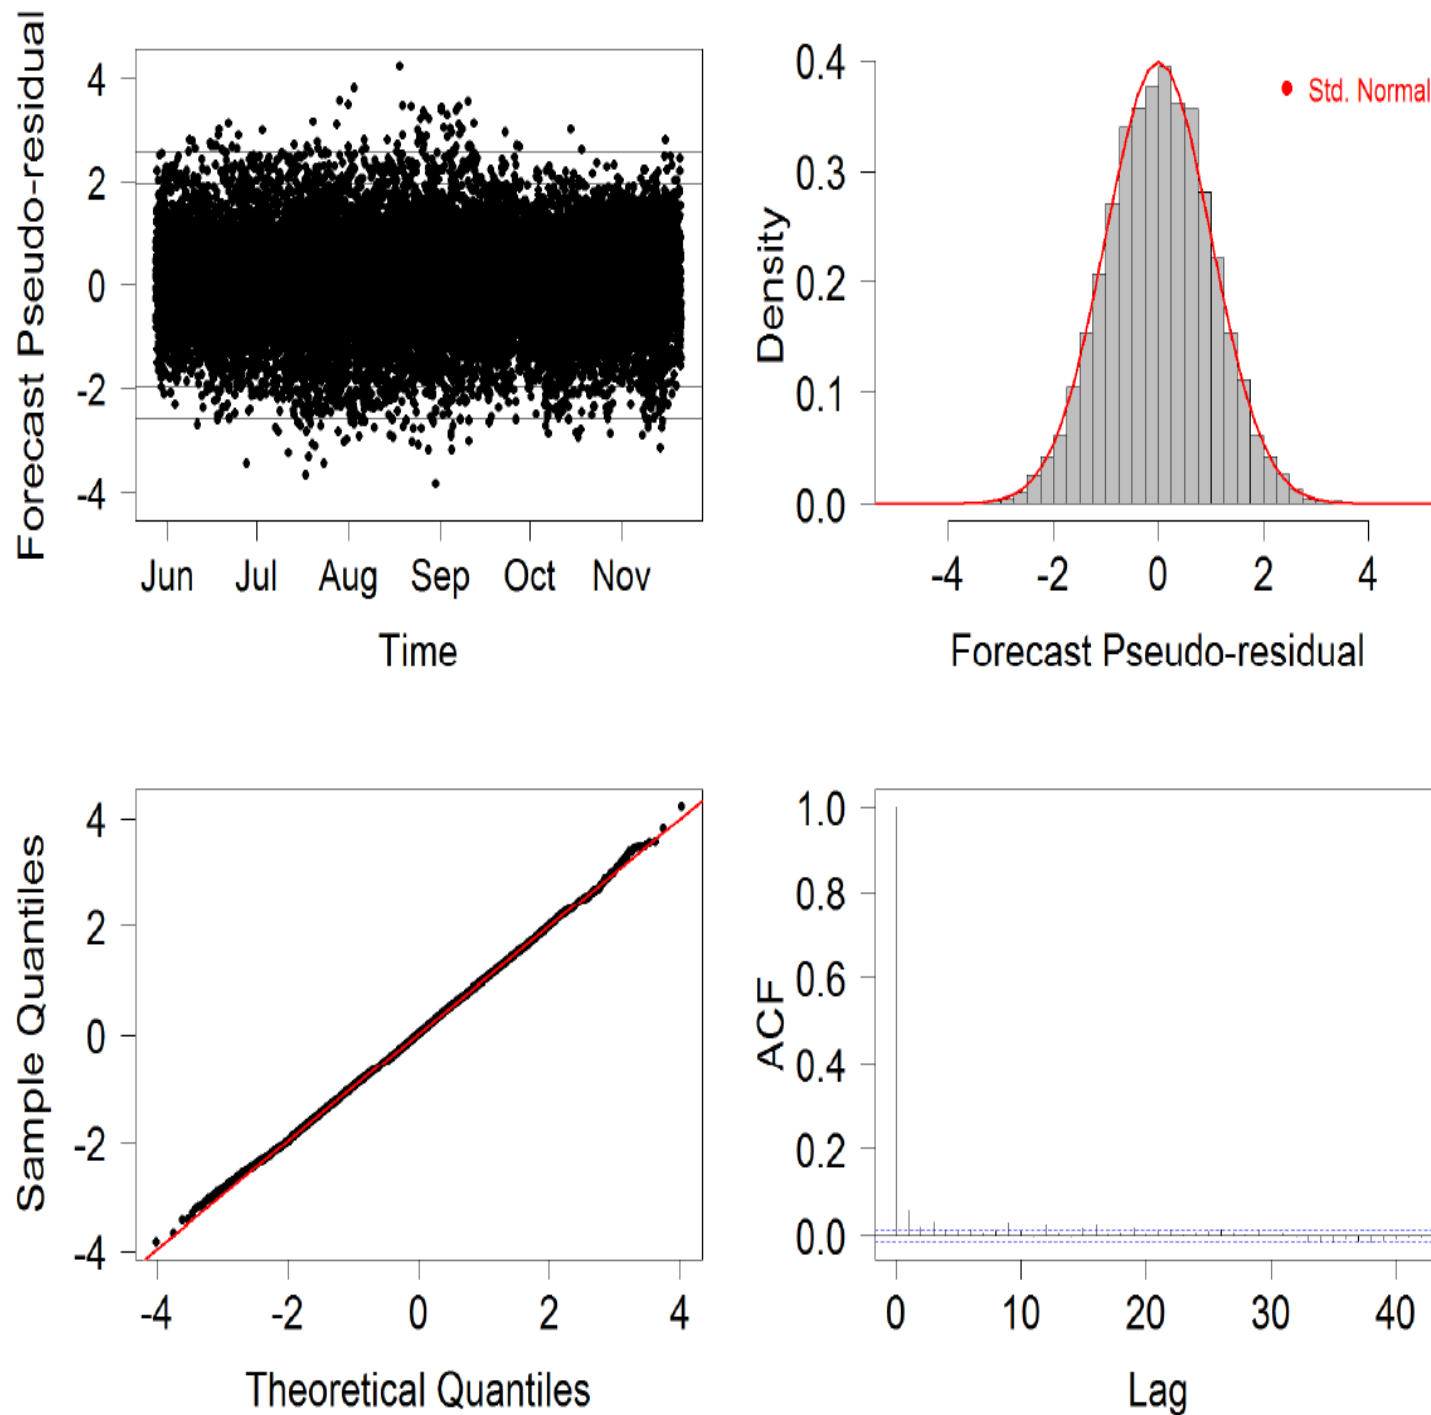 Forecast Pseudo-residual
4
2
0
-2
-4
Jun Jul Aug Sep Oct Nov
Time
Density
0.4
0.3
0.2
0.1
0.0
Std. Normal
-4 -2 0 2 4
Forecast Pseudo-residual
Sample Quantiles
4
2
0
-2
-4
-4 -2 0 2 4
Theoretical Quantiles
ACF
1.0
0.8
0.6
0.4
0.2
0.0
0 10 20 30 40
Lag